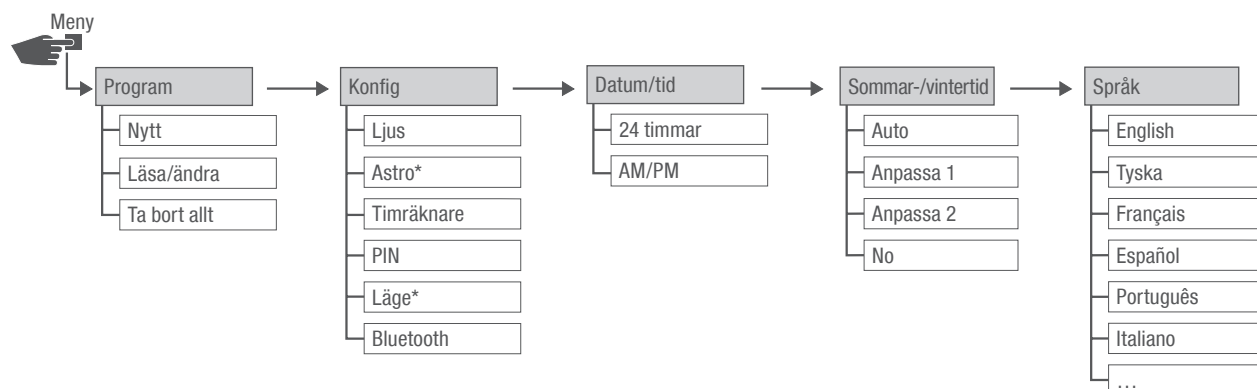 Meny
Program
Nytt
Läsa/ändra
Ta bort allt
Konfig
Ljus
Astro*
Timräknare
PIN
Läge*
Bluetooth
Datum/tid
24 timmar
AM/PM
Sommar-/vintertid
Auto
Anpassa 1
Anpassa 2
No
Språk
English
Tyska
Français
Español
Português
Italiano
...